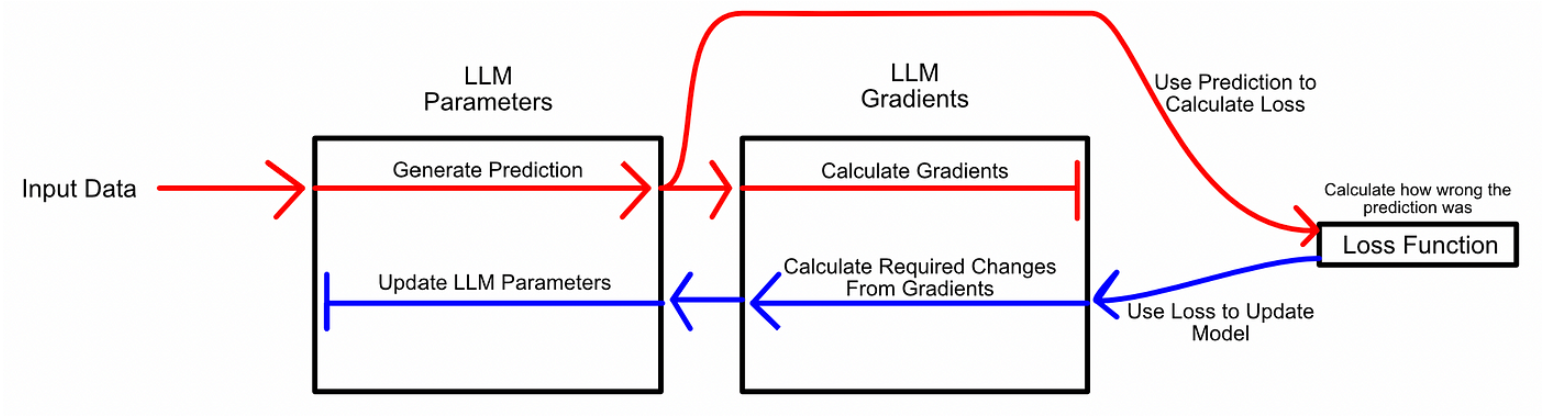 LLM
Parameters
LLM
Gradients
Use Prediction to
Calculate Loss
Input Data
Generate Prediction
Calculate Gradients
Calculate how wrong the
prediction was
Loss Function
Update LLM Parameters
Calculate Required Changes
From Gradients
Use Loss to Update
Model